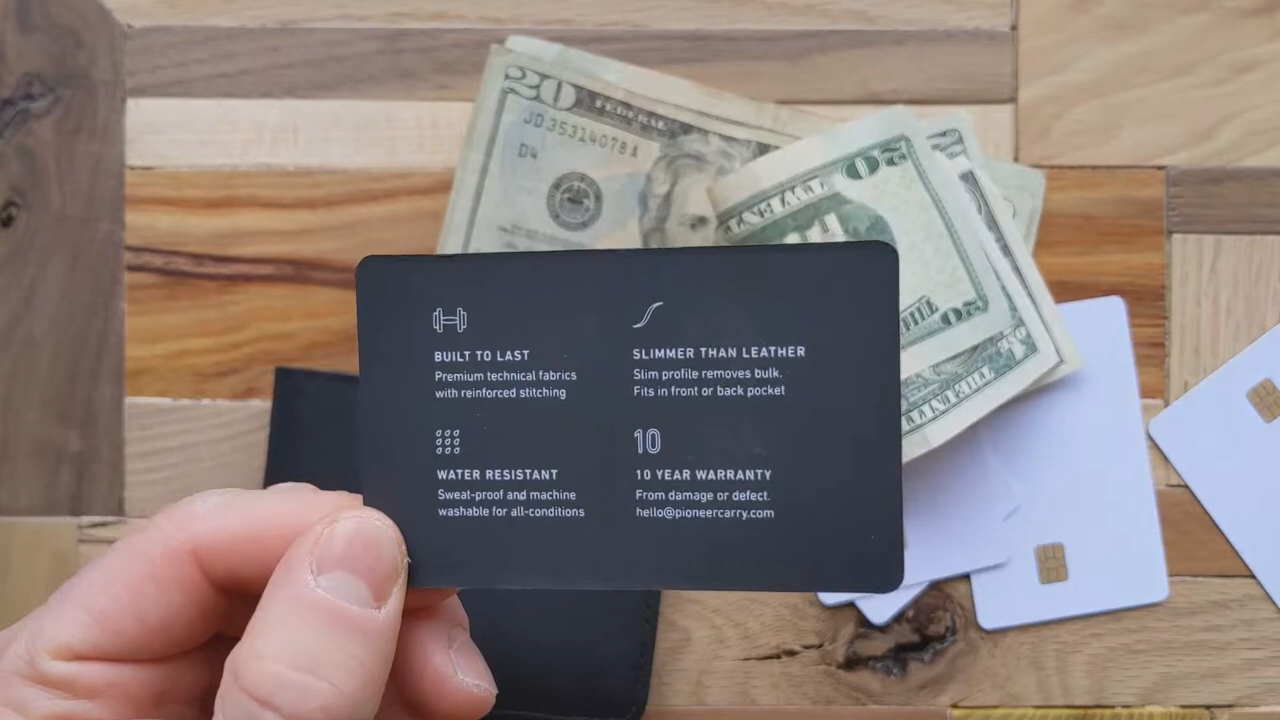 20
FEDERAL
JD 35314078 A
D4
20
20
BUILT TO LAST
Premium technical fabrics
with reinforced stitching
SLIMMER THAN LEATHER
Slim profile removes bulk.
Fits in front or back pocket
WATER RESISTANT
Sweat-proof and machine
washable for all-conditions
10
10 YEAR WARRANTY
From damage or defect.
hello@pioneercarry.com